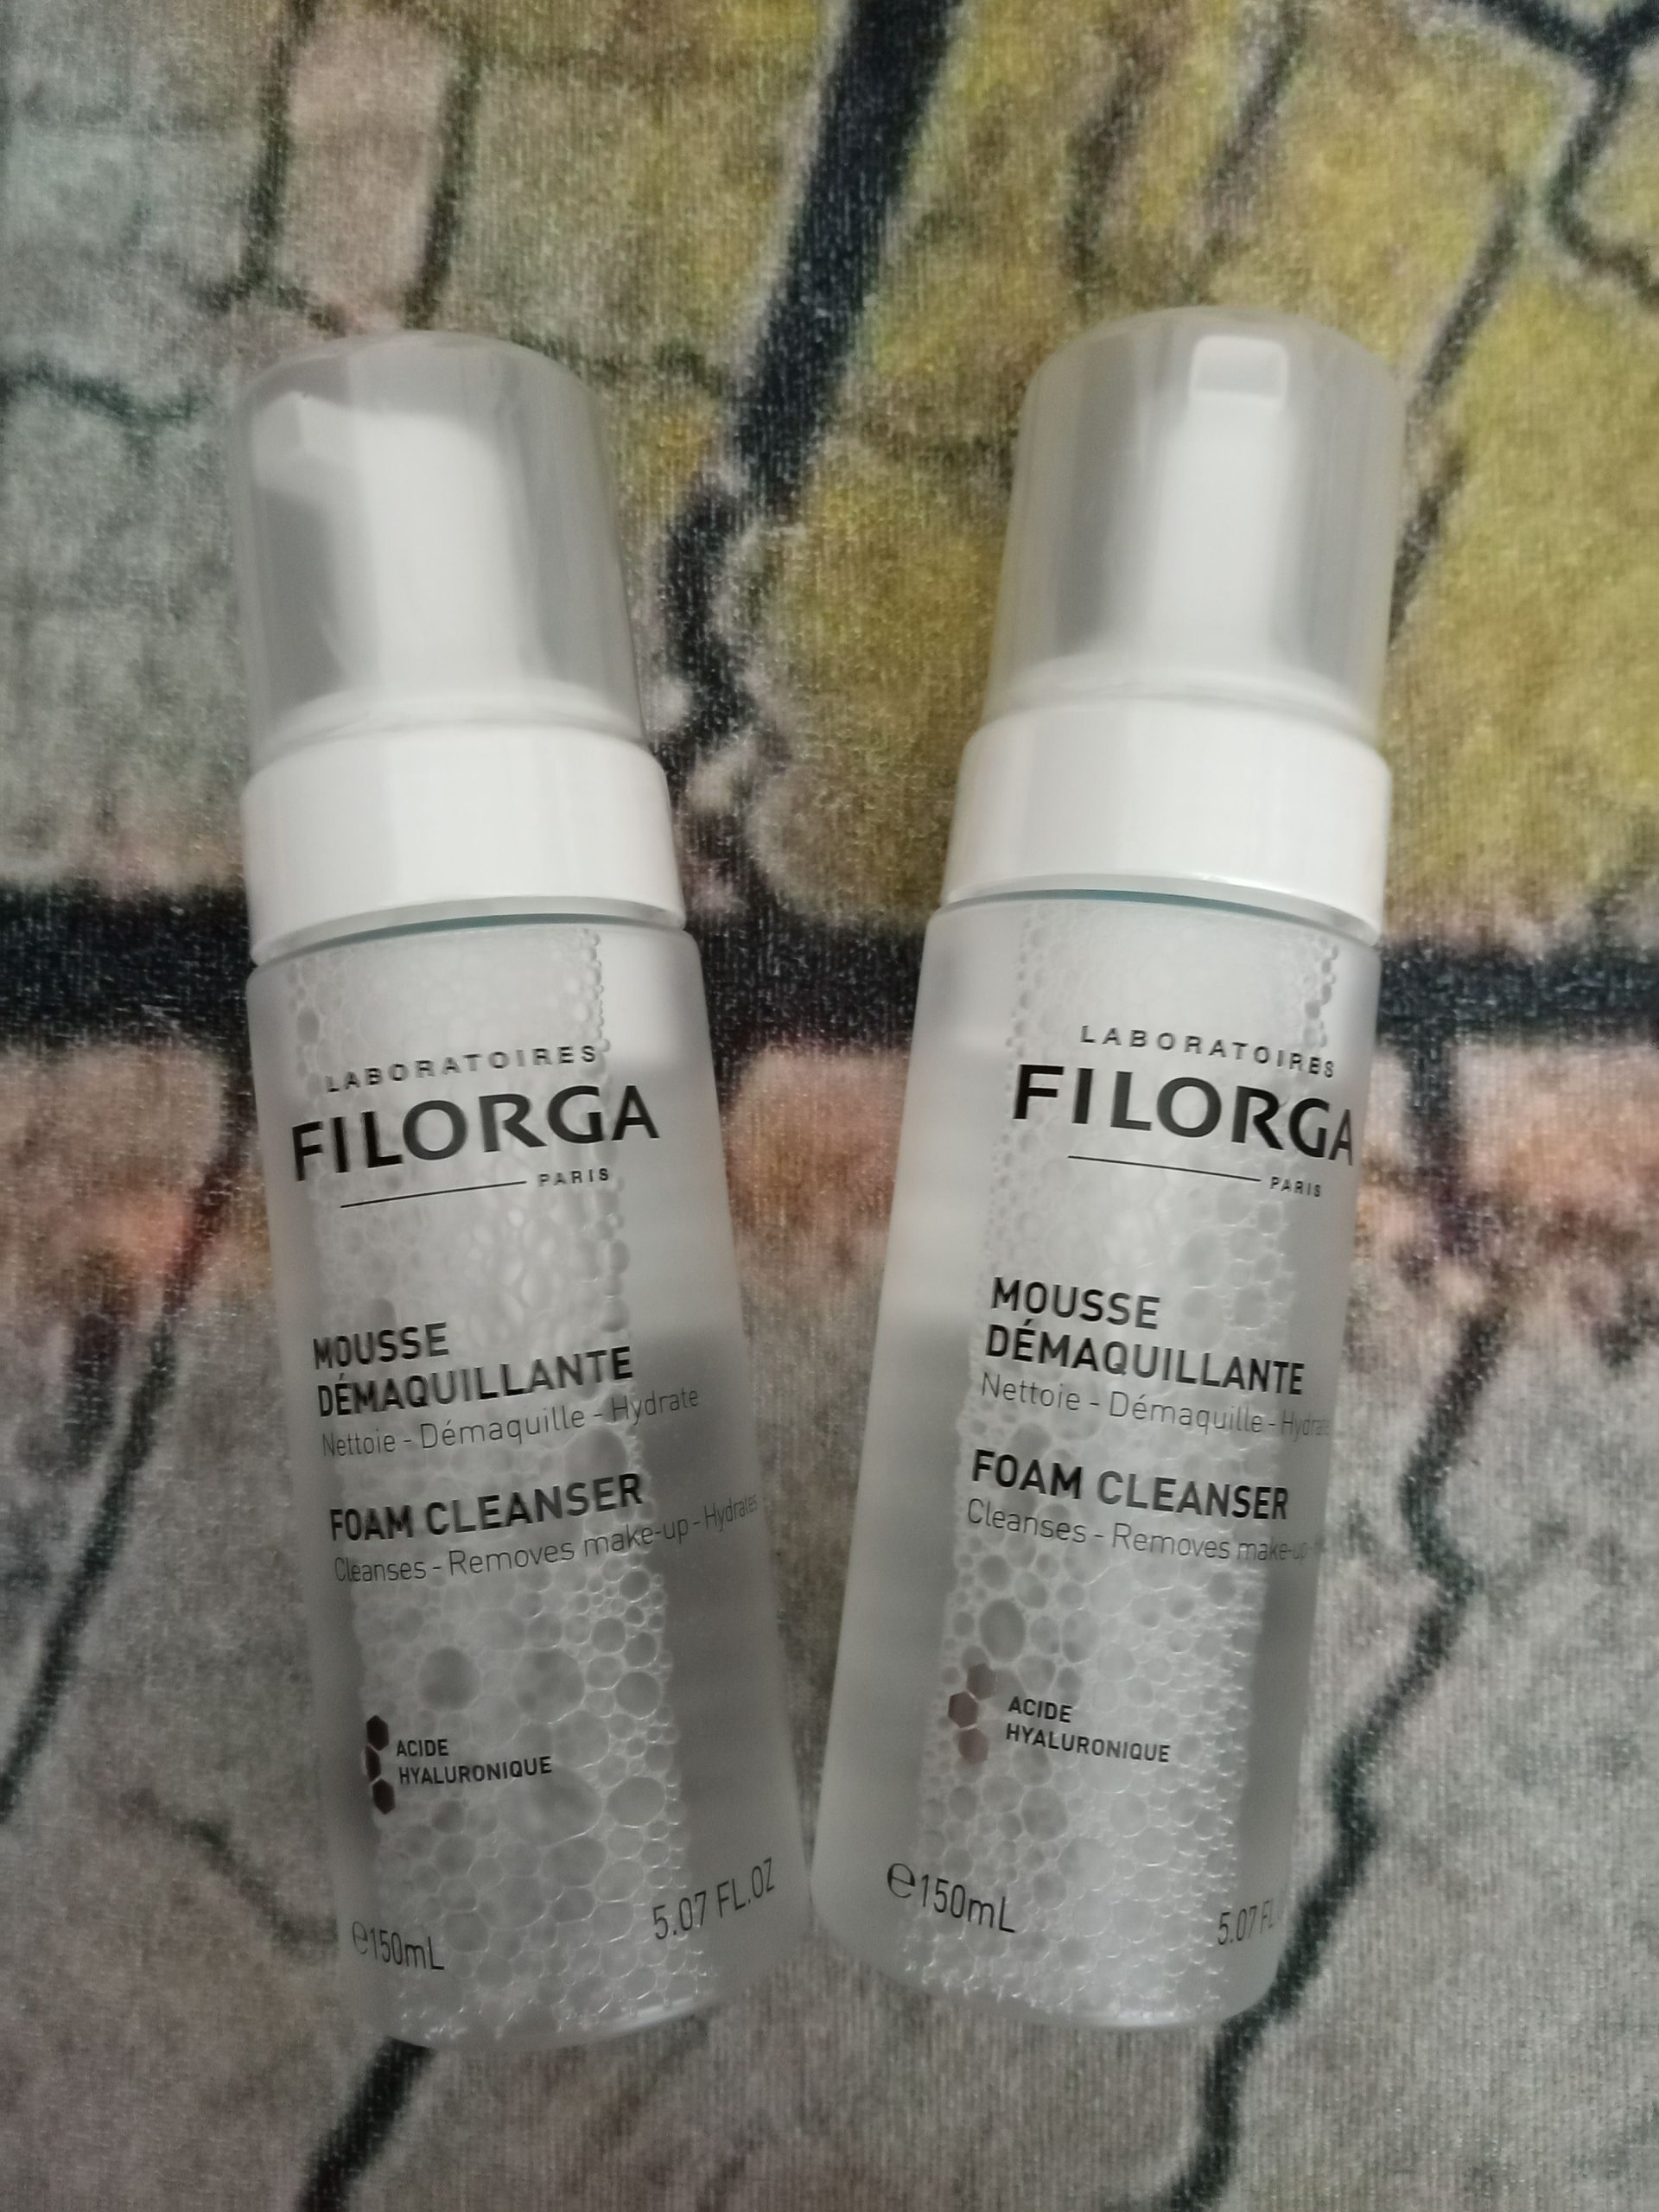 LABORATOIRES
FILORGA
PARIS
MOUSSE
DÉMAQUILLANTE
Nettoie - Démaquille - Hydrate
FOAM CLEANSER
Cleanses - Removes make-up - Hydrates
ACIDE
HYALURONIQUE
℮150mL
5.07 FL.OZ
LABORATOIRES
FILORGA
PARIS
MOUSSE
DÉMAQUILLANTE
Nettoie - Démaquille - Hydrate
FOAM CLEANSER
Cleanses - Removes make-up
ACIDE
HYALURONIQUE
℮150mL
5.07 FL